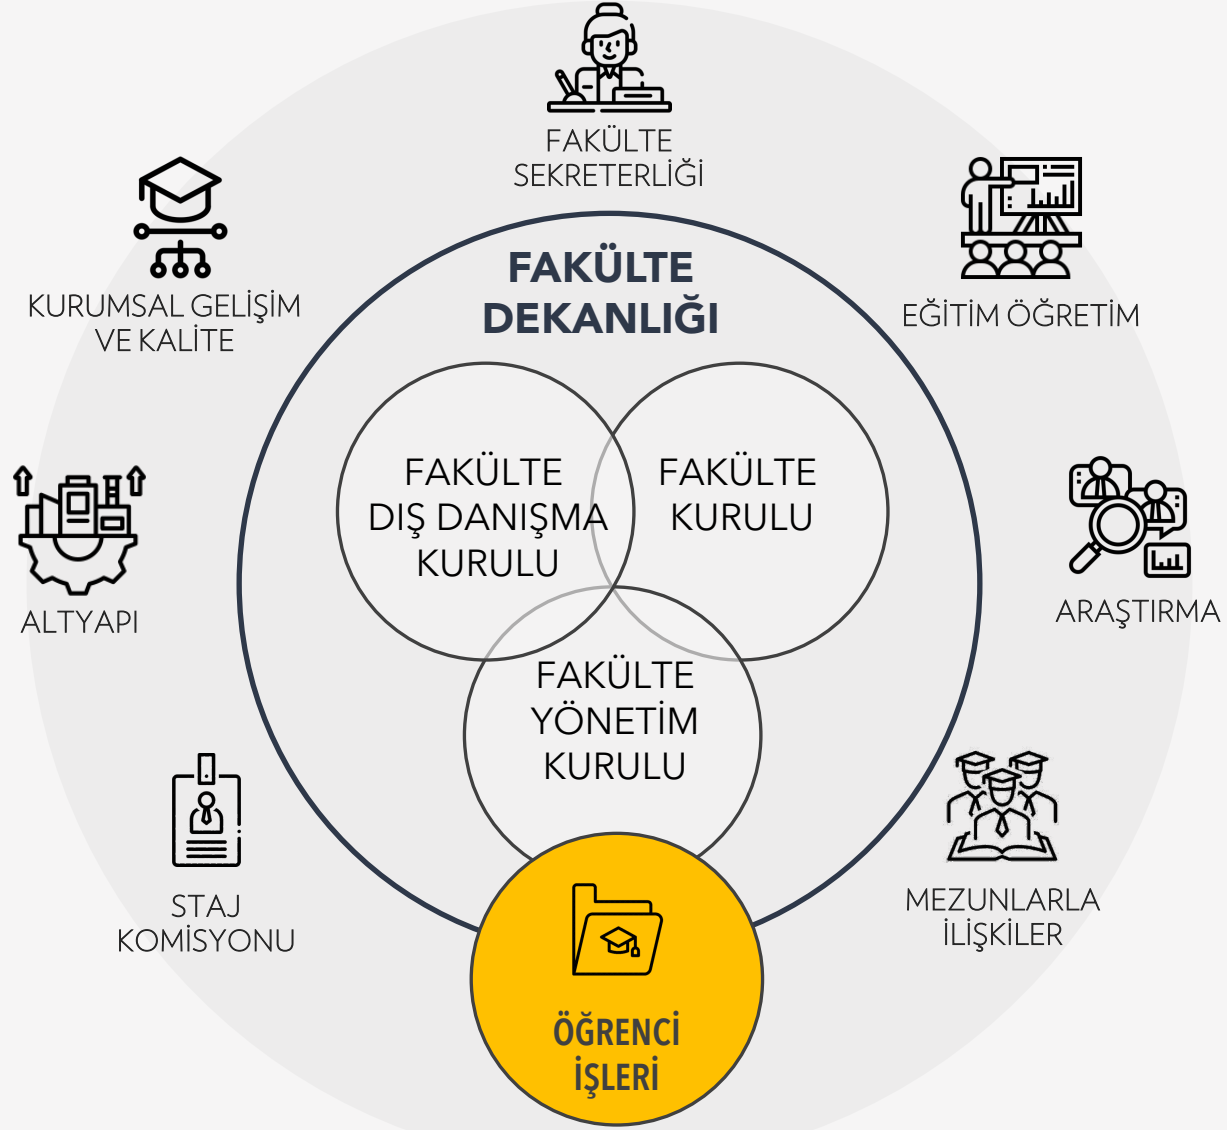 FAKÜLTE
SEKRETERLİĞİ
KURUMSAL GELİŞİM
VE KALİTE
FAKÜLTE
DEKANLIĞI
EĞİTİM ÖĞRETİM
FAKÜLTE
DIŞ DANIŞMA
KURULU
FAKÜLTE
KURULU
ALTYAPI
ARAŞTIRMA
FAKÜLTE
YÖNETİM
KURULU
STAJ
KOMİSYONU
MEZUNLARLA
İLİŞKİLER
ÖĞRENCİ
İŞLERİ